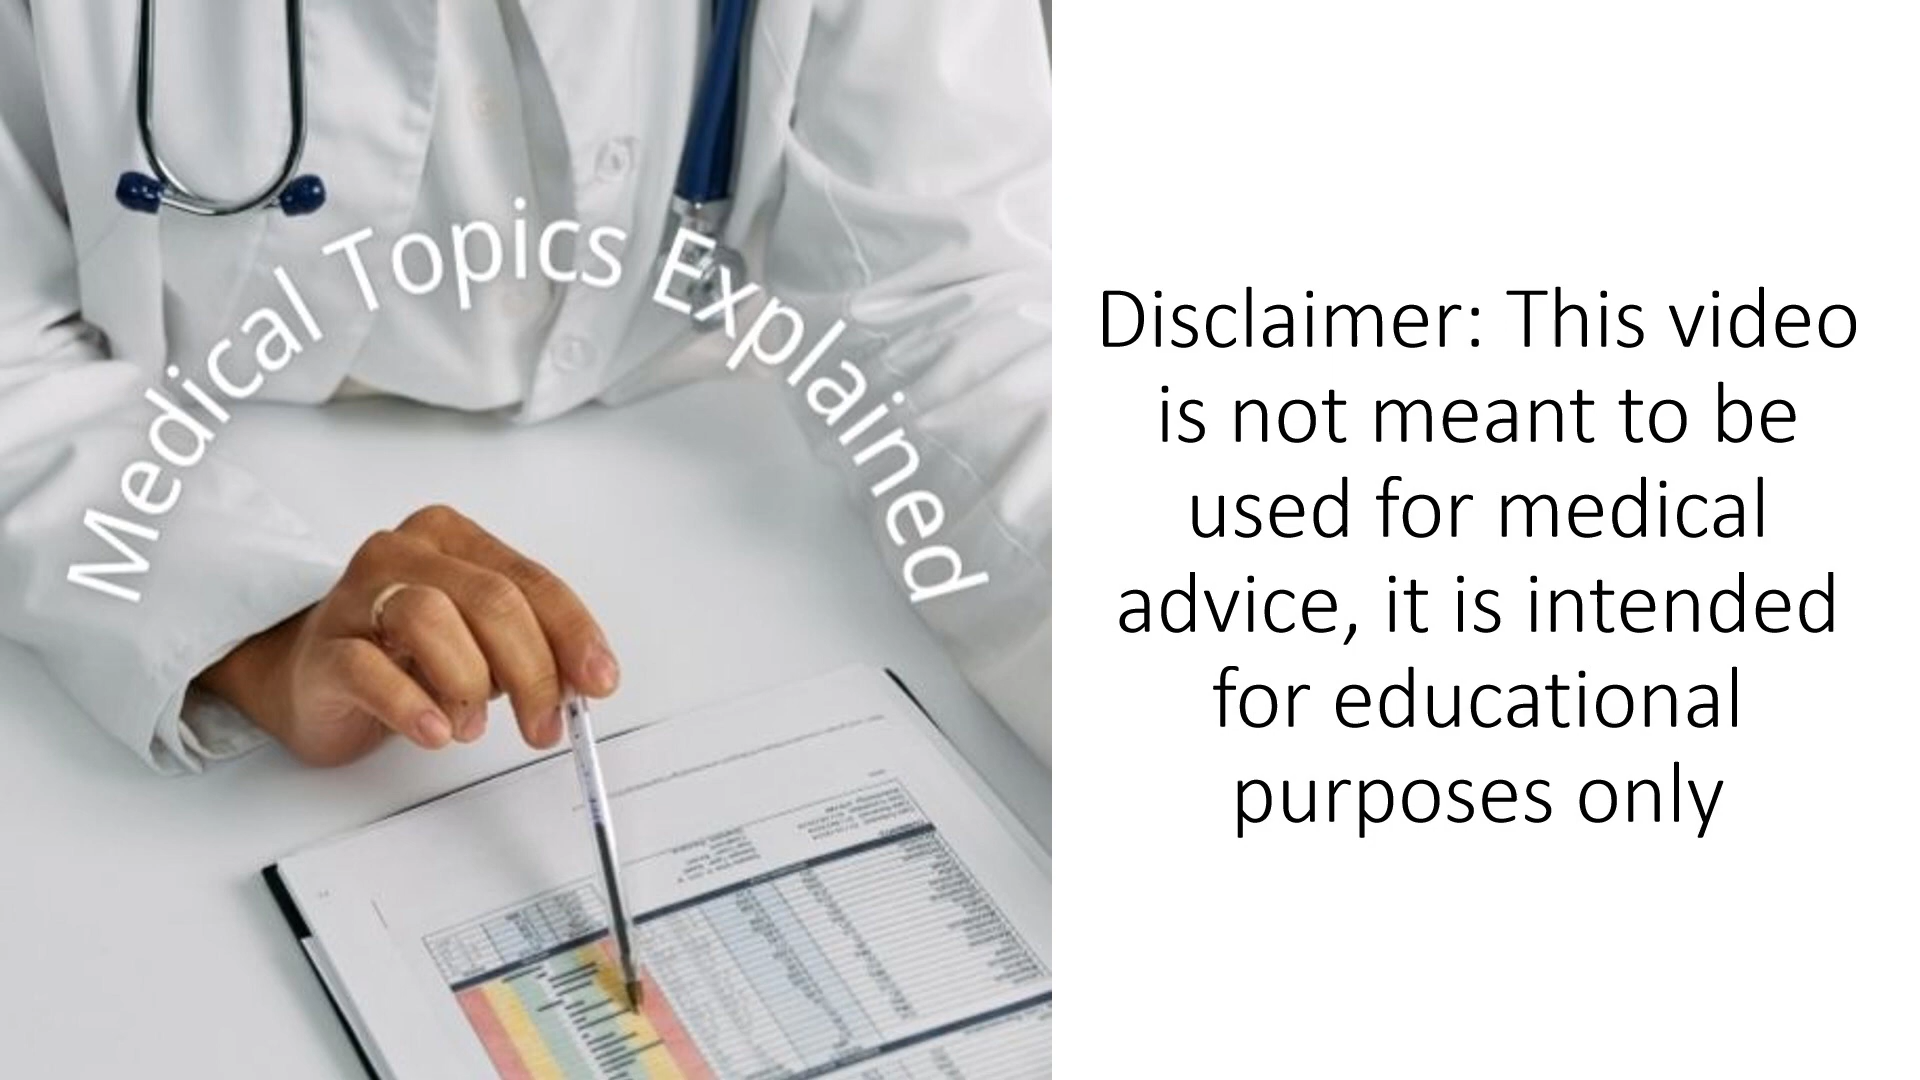 Medical Topics Explained
Disclaimer: This video
is not meant to be
used for medical
advice, it is intended
for educational
purposes only